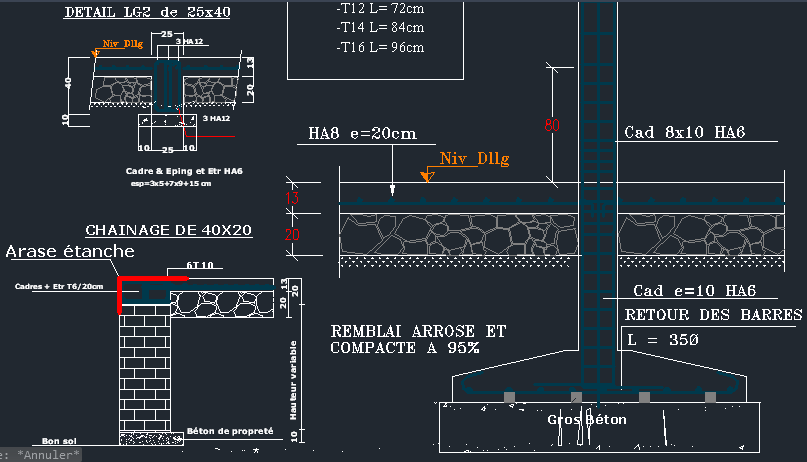 DETAIL LG2 de 25x40
25
Niv Dllg
3 HA12
40
13
20
10
3 HA12
10
25
10
Cadre & Eping et Etr HA6
esp=3x5+7x9+15 cm
-T12 L= 72cm
-T14 L= 84cm
-T16 L= 96cm
80
HA8 e=20cm
Cad 8x10 HA6
Niv Dllg
13
20
CHAINAGE DE 40X20
Arase étanche
6T10
Cadres + Etr T6/20cm
13
20
20
Hauteur variable
10
Béton de propreté
Bon sol
Cad e=10 HA6
RETOUR DES BARRES
L = 35Ø
REMBLAI ARROSE ET
COMPACTE A 95%
Gros Béton
e: *Annuler*